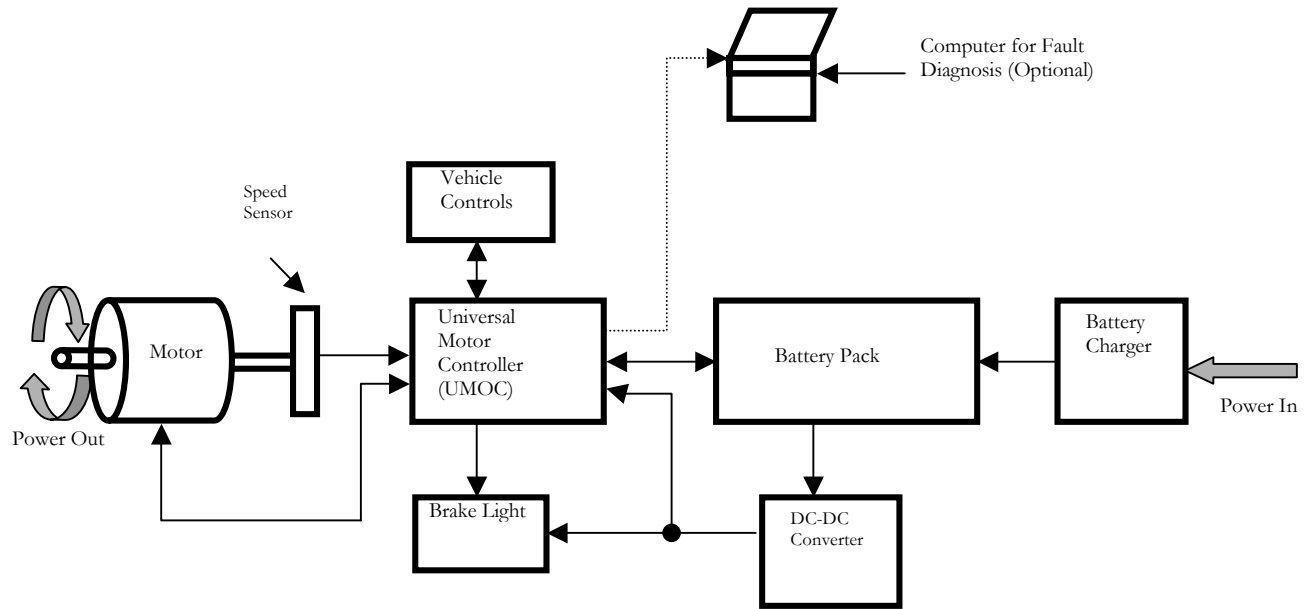 Computer for Fault
Diagnosis (Optional)
Vehicle
Controls
Speed
Sensor
Motor
Universal
Motor
Controller
(UMOC)
Battery Pack
Battery
Charger
Power In
Power Out
Brake Light
DC-DC
Converter